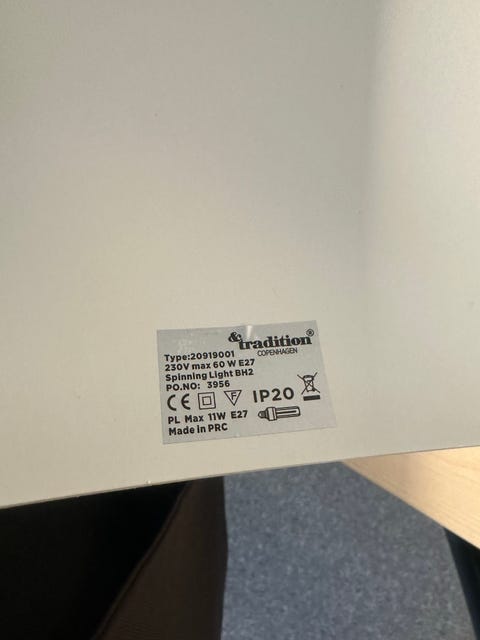 &tradition®
COPENHAGEN
Type:20919001
230V max 60 W E27
Spinning Light BH2
PO.NO: 3956
CE F IP20
PL Max 11W E27
Made in PRC